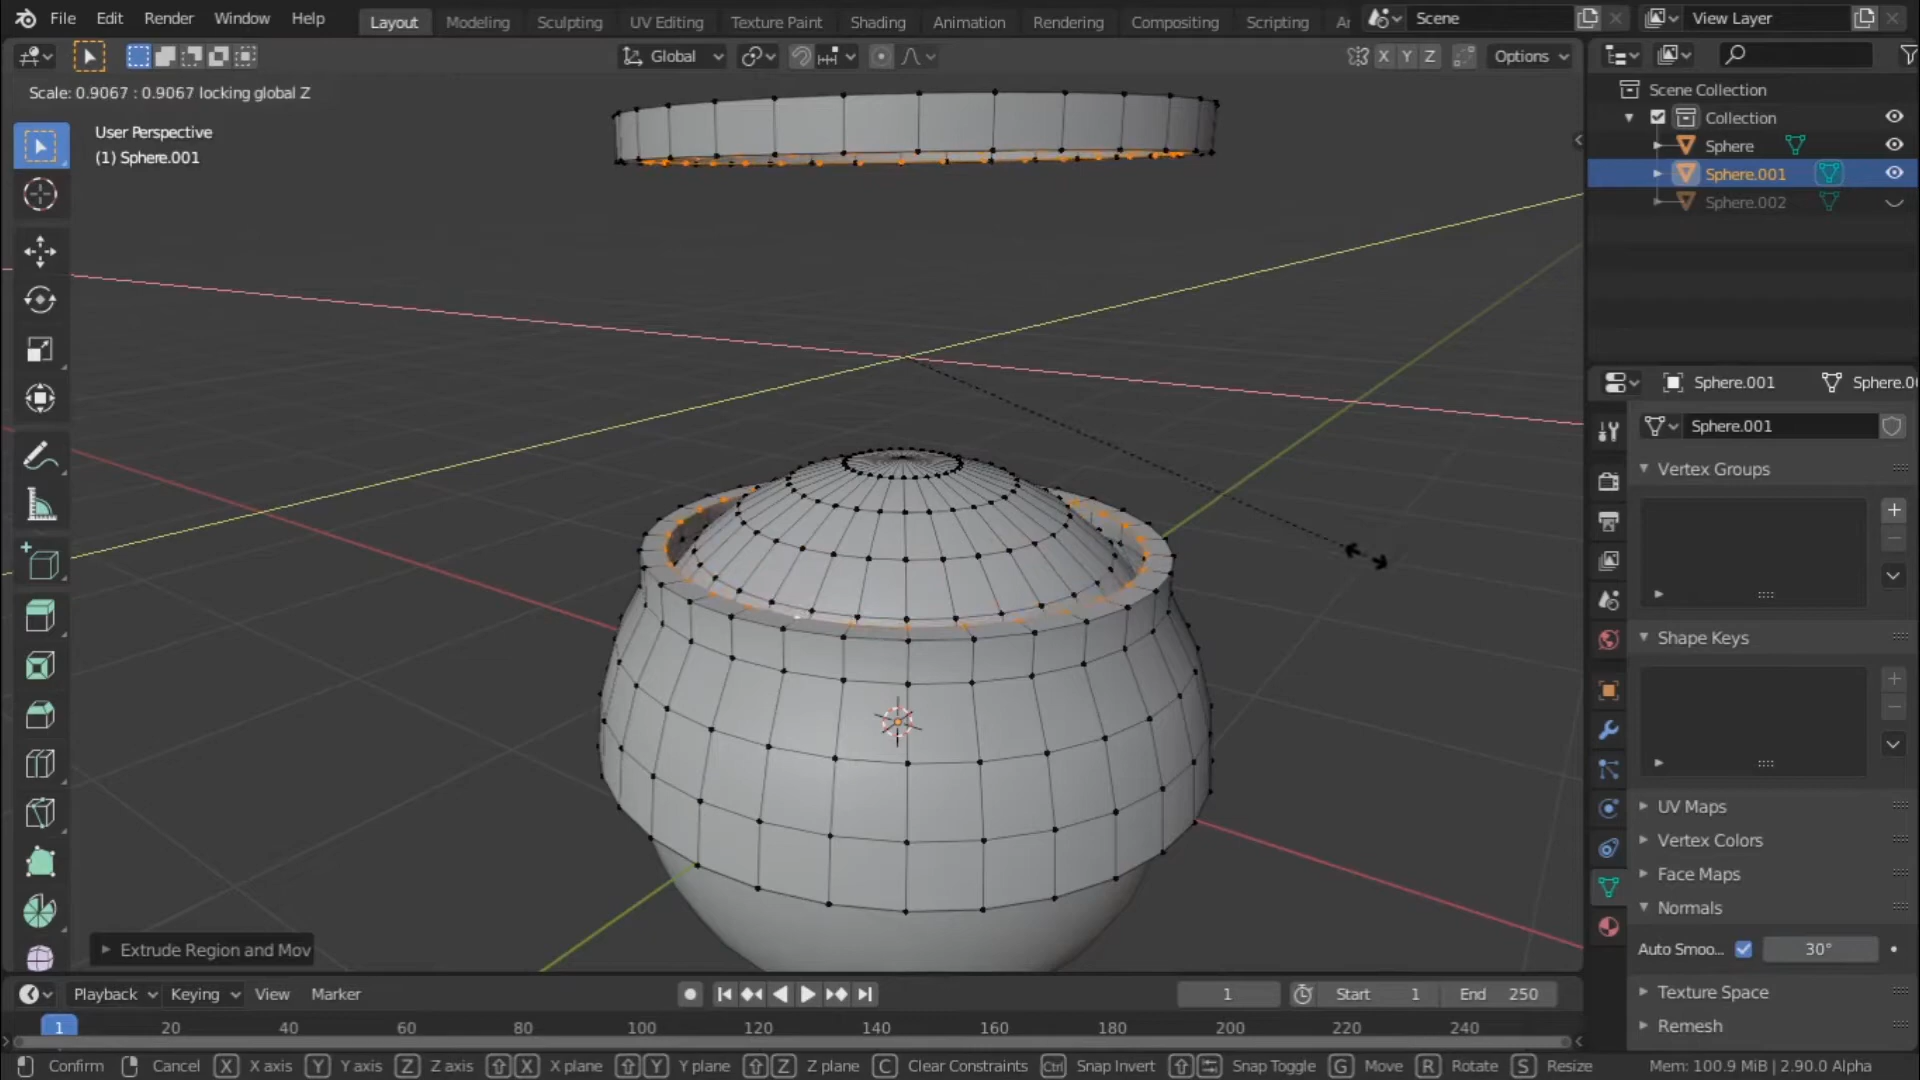 File Edit Render Window Help Layout Modeling Sculpting UV Editing Texture Paint Shading Animation Rendering Compositing Scripting Scene View Layer
Global X Y Z Options
Scale: 0.9067 : 0.9067 locking global Z
User Perspective
(1) Sphere.001
Scene Collection
Collection
Sphere
Sphere.001
Sphere.002
Sphere.001 Sphere.0
Sphere.001
Vertex Groups
Shape Keys
UV Maps
Vertex Colors
Face Maps
Normals
Auto Smoo... 30°
Texture Space
Remesh
Extrude Region and Mov
Playback Keying View Marker 1 Start 1 End 250
1 20 40 60 80 100 120 140 160 180 200 220 240
Confirm Cancel X X axis Y Y axis Z Z axis X X plane Y Y plane Z Z plane C Clear Constraints Ctrl Snap Invert Snap Toggle G Move R Rotate S Resize Mem: 100.9 MiB | 2.90.0 Alpha